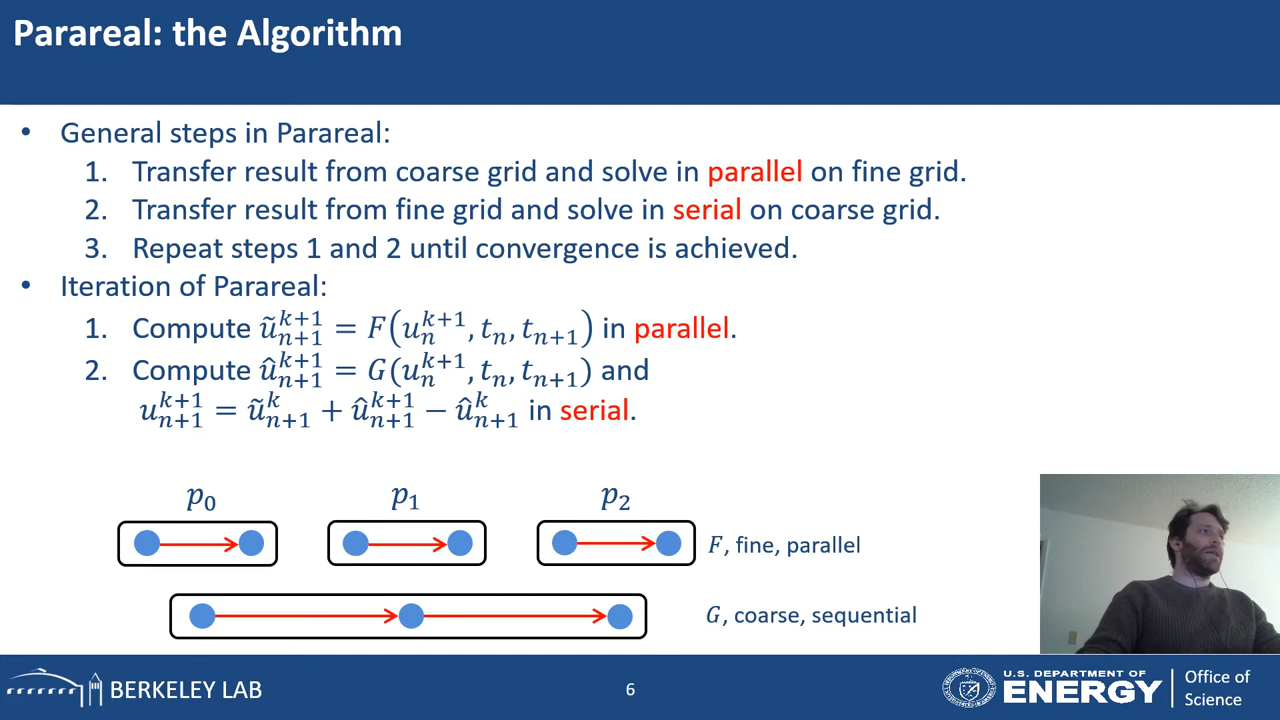 Parareal: the Algorithm
• General steps in Parareal:
1. Transfer result from coarse grid and solve in parallel on fine grid.
2. Transfer result from fine grid and solve in serial on coarse grid.
3. Repeat steps 1 and 2 until convergence is achieved.
• Iteration of Parareal:
1. Compute ũ_{n+1}^{k+1} = F(u_n^{k+1}, t_n, t_{n+1}) in parallel.
2. Compute û_{n+1}^{k+1} = G(u_n^{k+1}, t_n, t_{n+1}) and
u_{n+1}^{k+1} = ũ_{n+1}^k + û_{n+1}^{k+1} − û_{n+1}^k in serial.
p_0 p_1 p_2
F, fine, parallel
G, coarse, sequential
BERKELEY LAB
6
U.S. DEPARTMENT OF
ENERGY
Office of
Science